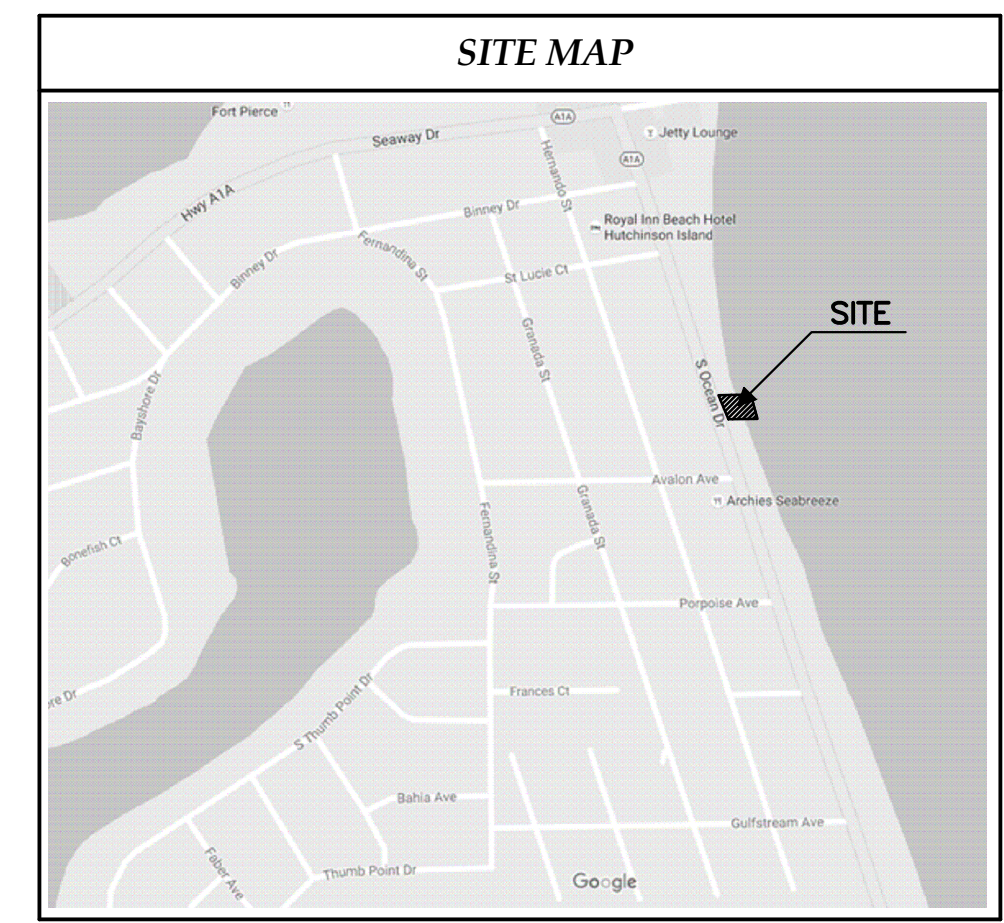 SITE MAP
Fort Pierce
A1A
Seaway Dr
Jetty Lounge
A1A
Hernando St
Hwy A1A
Binney Dr
Royal Inn Beach Hotel
Hutchinson Island
Fernandina St
Binney Dr
St Lucie Ct
SITE
Granada St
S Ocean Dr
Bayshore Dr
Avalon Ave
Archies Seabreeze
Granada St
Fernandina St
Bonefish Ct
Porpoise Ave
re Dr
Frances Ct
S Thumb Point Dr
Bahia Ave
Gulfstream Ave
Faber Ave
Thumb Point Dr
Google